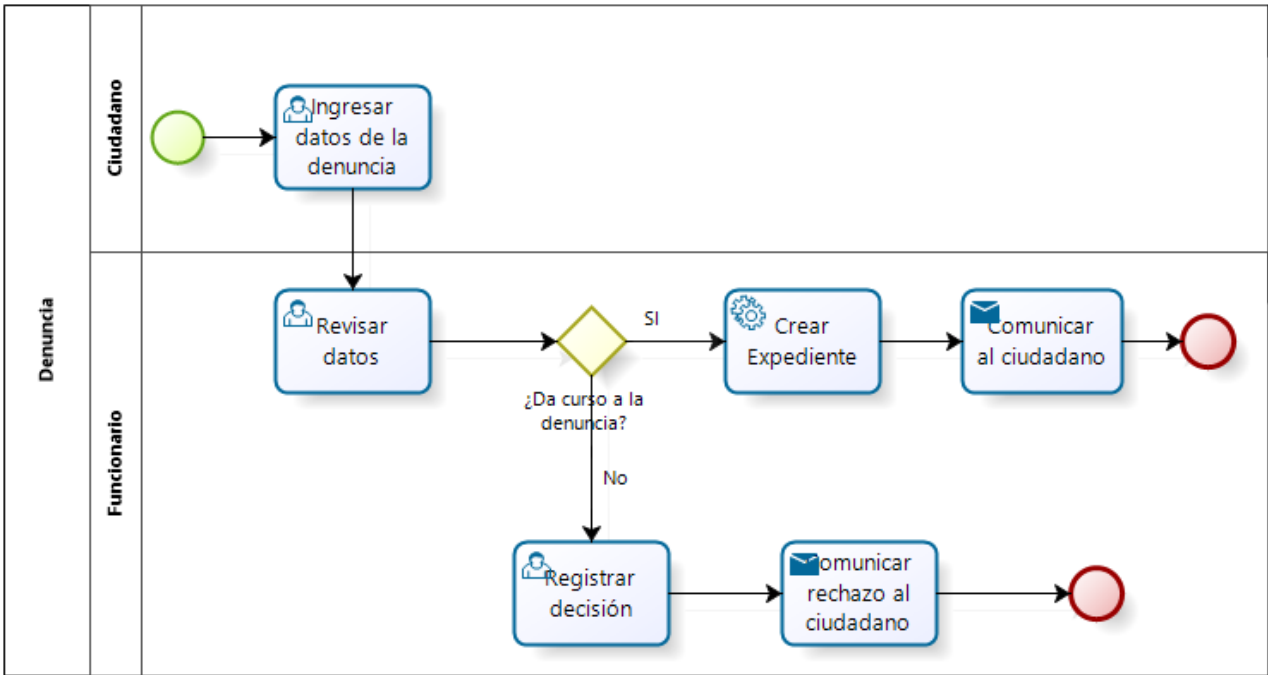 Denuncia
Ciudadano
Ingresar
datos de la
denuncia
Funcionario
Revisar
datos
¿Da curso a la
denuncia?
SI
Crear
Expediente
Comunicar
al ciudadano
No
Registrar
decisión
omunicar
rechazo al
ciudadano